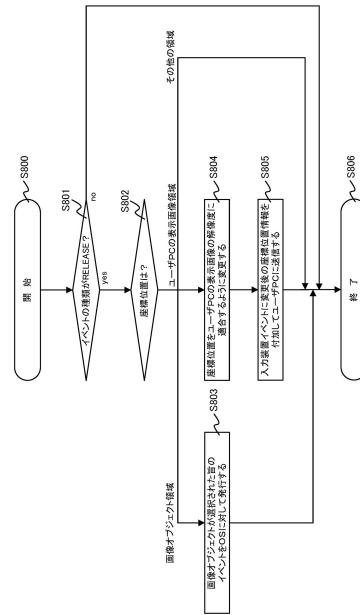 S800
開 始
S801
イベントの種類がRELEASE？
no
yes
S802
座標位置は？
画像オブジェクト領域
ユーザPCの表示画像領域
その他の領域
S803
画像オブジェクトが選択された旨の
イベントをOSに対して発行する
S804
座標位置をユーザPCの表示画像の解像度に
適合するように変更する
S805
入力装置イベントに変更後の座標位置情報を
付加してユーザPCに送信する
S806
終 了